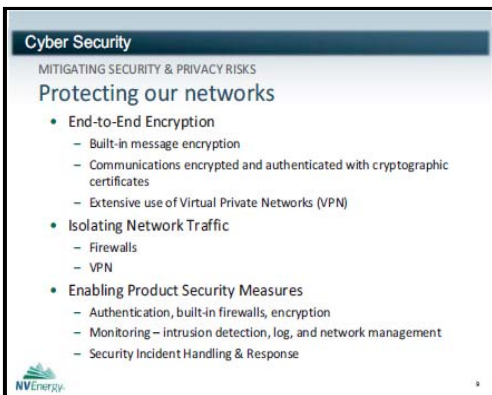 Cyber Security
MITIGATING SECURITY & PRIVACY RISKS
Protecting our networks
• End-to-End Encryption
– Built-in message encryption
– Communications encrypted and authenticated with cryptographic
certificates
– Extensive use of Virtual Private Networks (VPN)
• Isolating Network Traffic
– Firewalls
– VPN
• Enabling Product Security Measures
– Authentication, built-in firewalls, encryption
– Monitoring – intrusion detection, log, and network management
– Security Incident Handling & Response
NVEnergy.
9